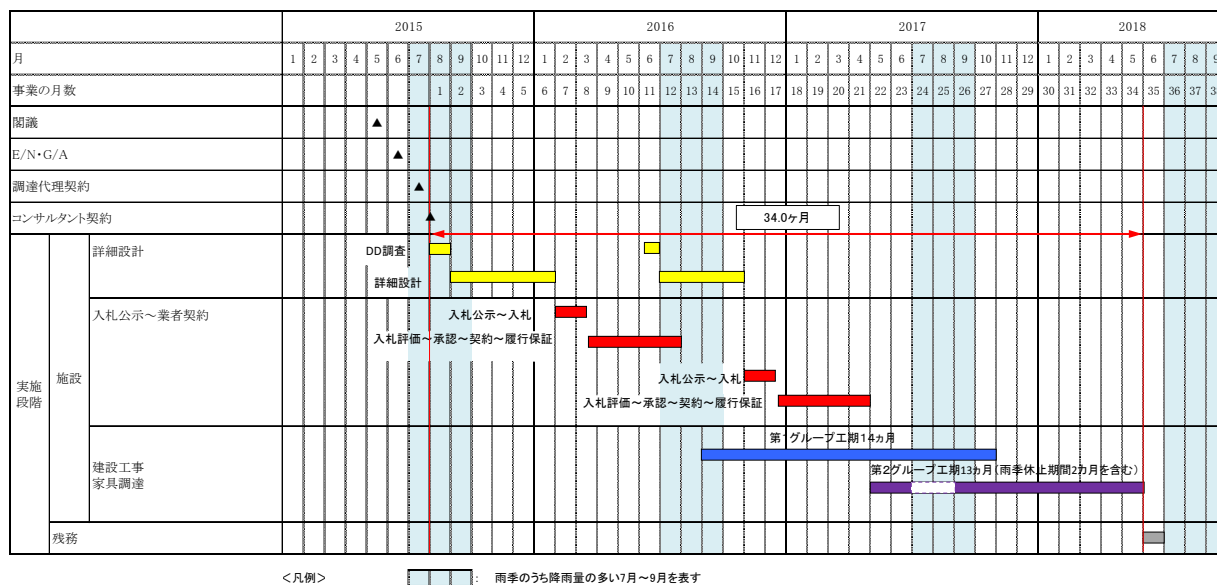 2015 2016 2017 2018
月 1 2 3 4 5 6 7 8 9 10 11 12 1 2 3 4 5 6 7 8 9 10 11 12 1 2 3 4 5 6 7 8 9 10 11 12 1 2 3 4 5 6 7 8 9
事業の月数 1 2 3 4 5 6 7 8 9 10 11 12 13 14 15 16 17 18 19 20 21 22 23 24 25 26 27 28 29 30 31 32 33 34 35 36 37 38
閣議 ▲
E/N・G/A ▲
調達代理契約 ▲
コンサルタント契約 ▲
34.0ヶ月
実施段階
施設
詳細設計
DD調査
詳細設計
入札公示～業者契約
入札公示～入札
入札評価～承認～契約～履行保証
入札公示～入札
入札評価～承認～契約～履行保証
建設工事
家具調達
第1グループ工期14ヵ月
第2グループ工期13ヵ月(雨季休止期間2カ月を含む)
残務
<凡例> : 雨季のうち降雨量の多い7月～9月を表す